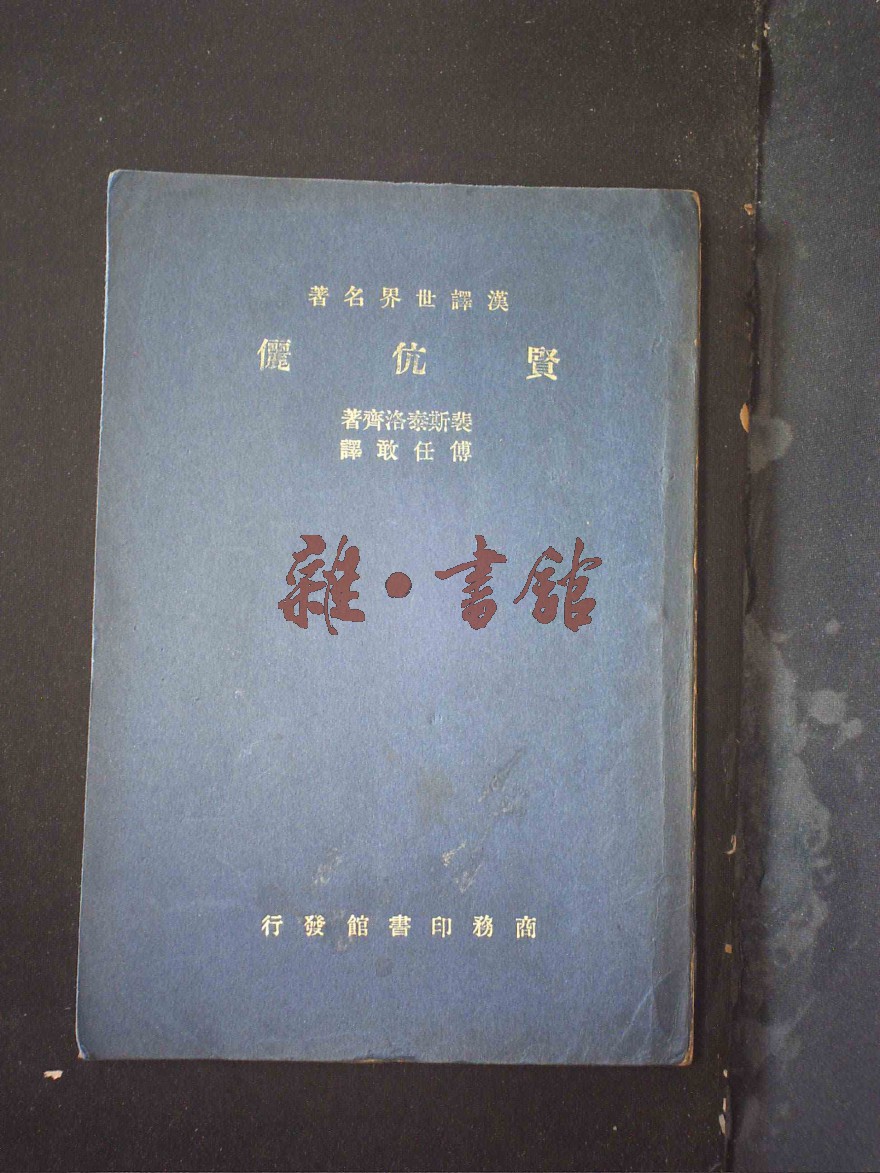 漢譯世界名著
賢伉儷
裴斯泰洛齊著
傅任敢譯
雜·書館
商務印書館發行